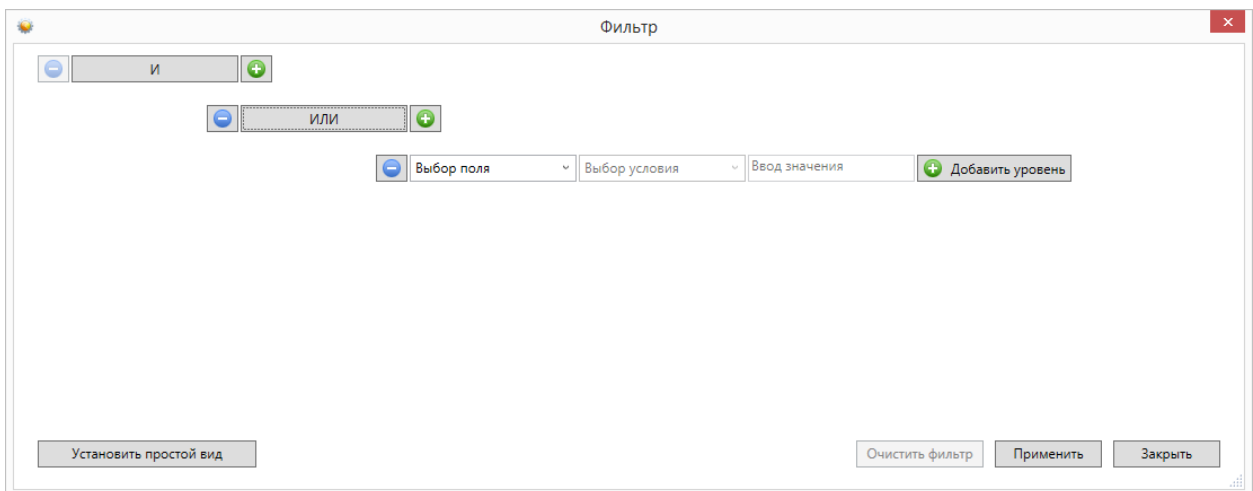 Фильтр
И
ИЛИ
Выбор поля Выбор условия Ввод значения Добавить уровень
Установить простой вид Очистить фильтр Применить Закрыть